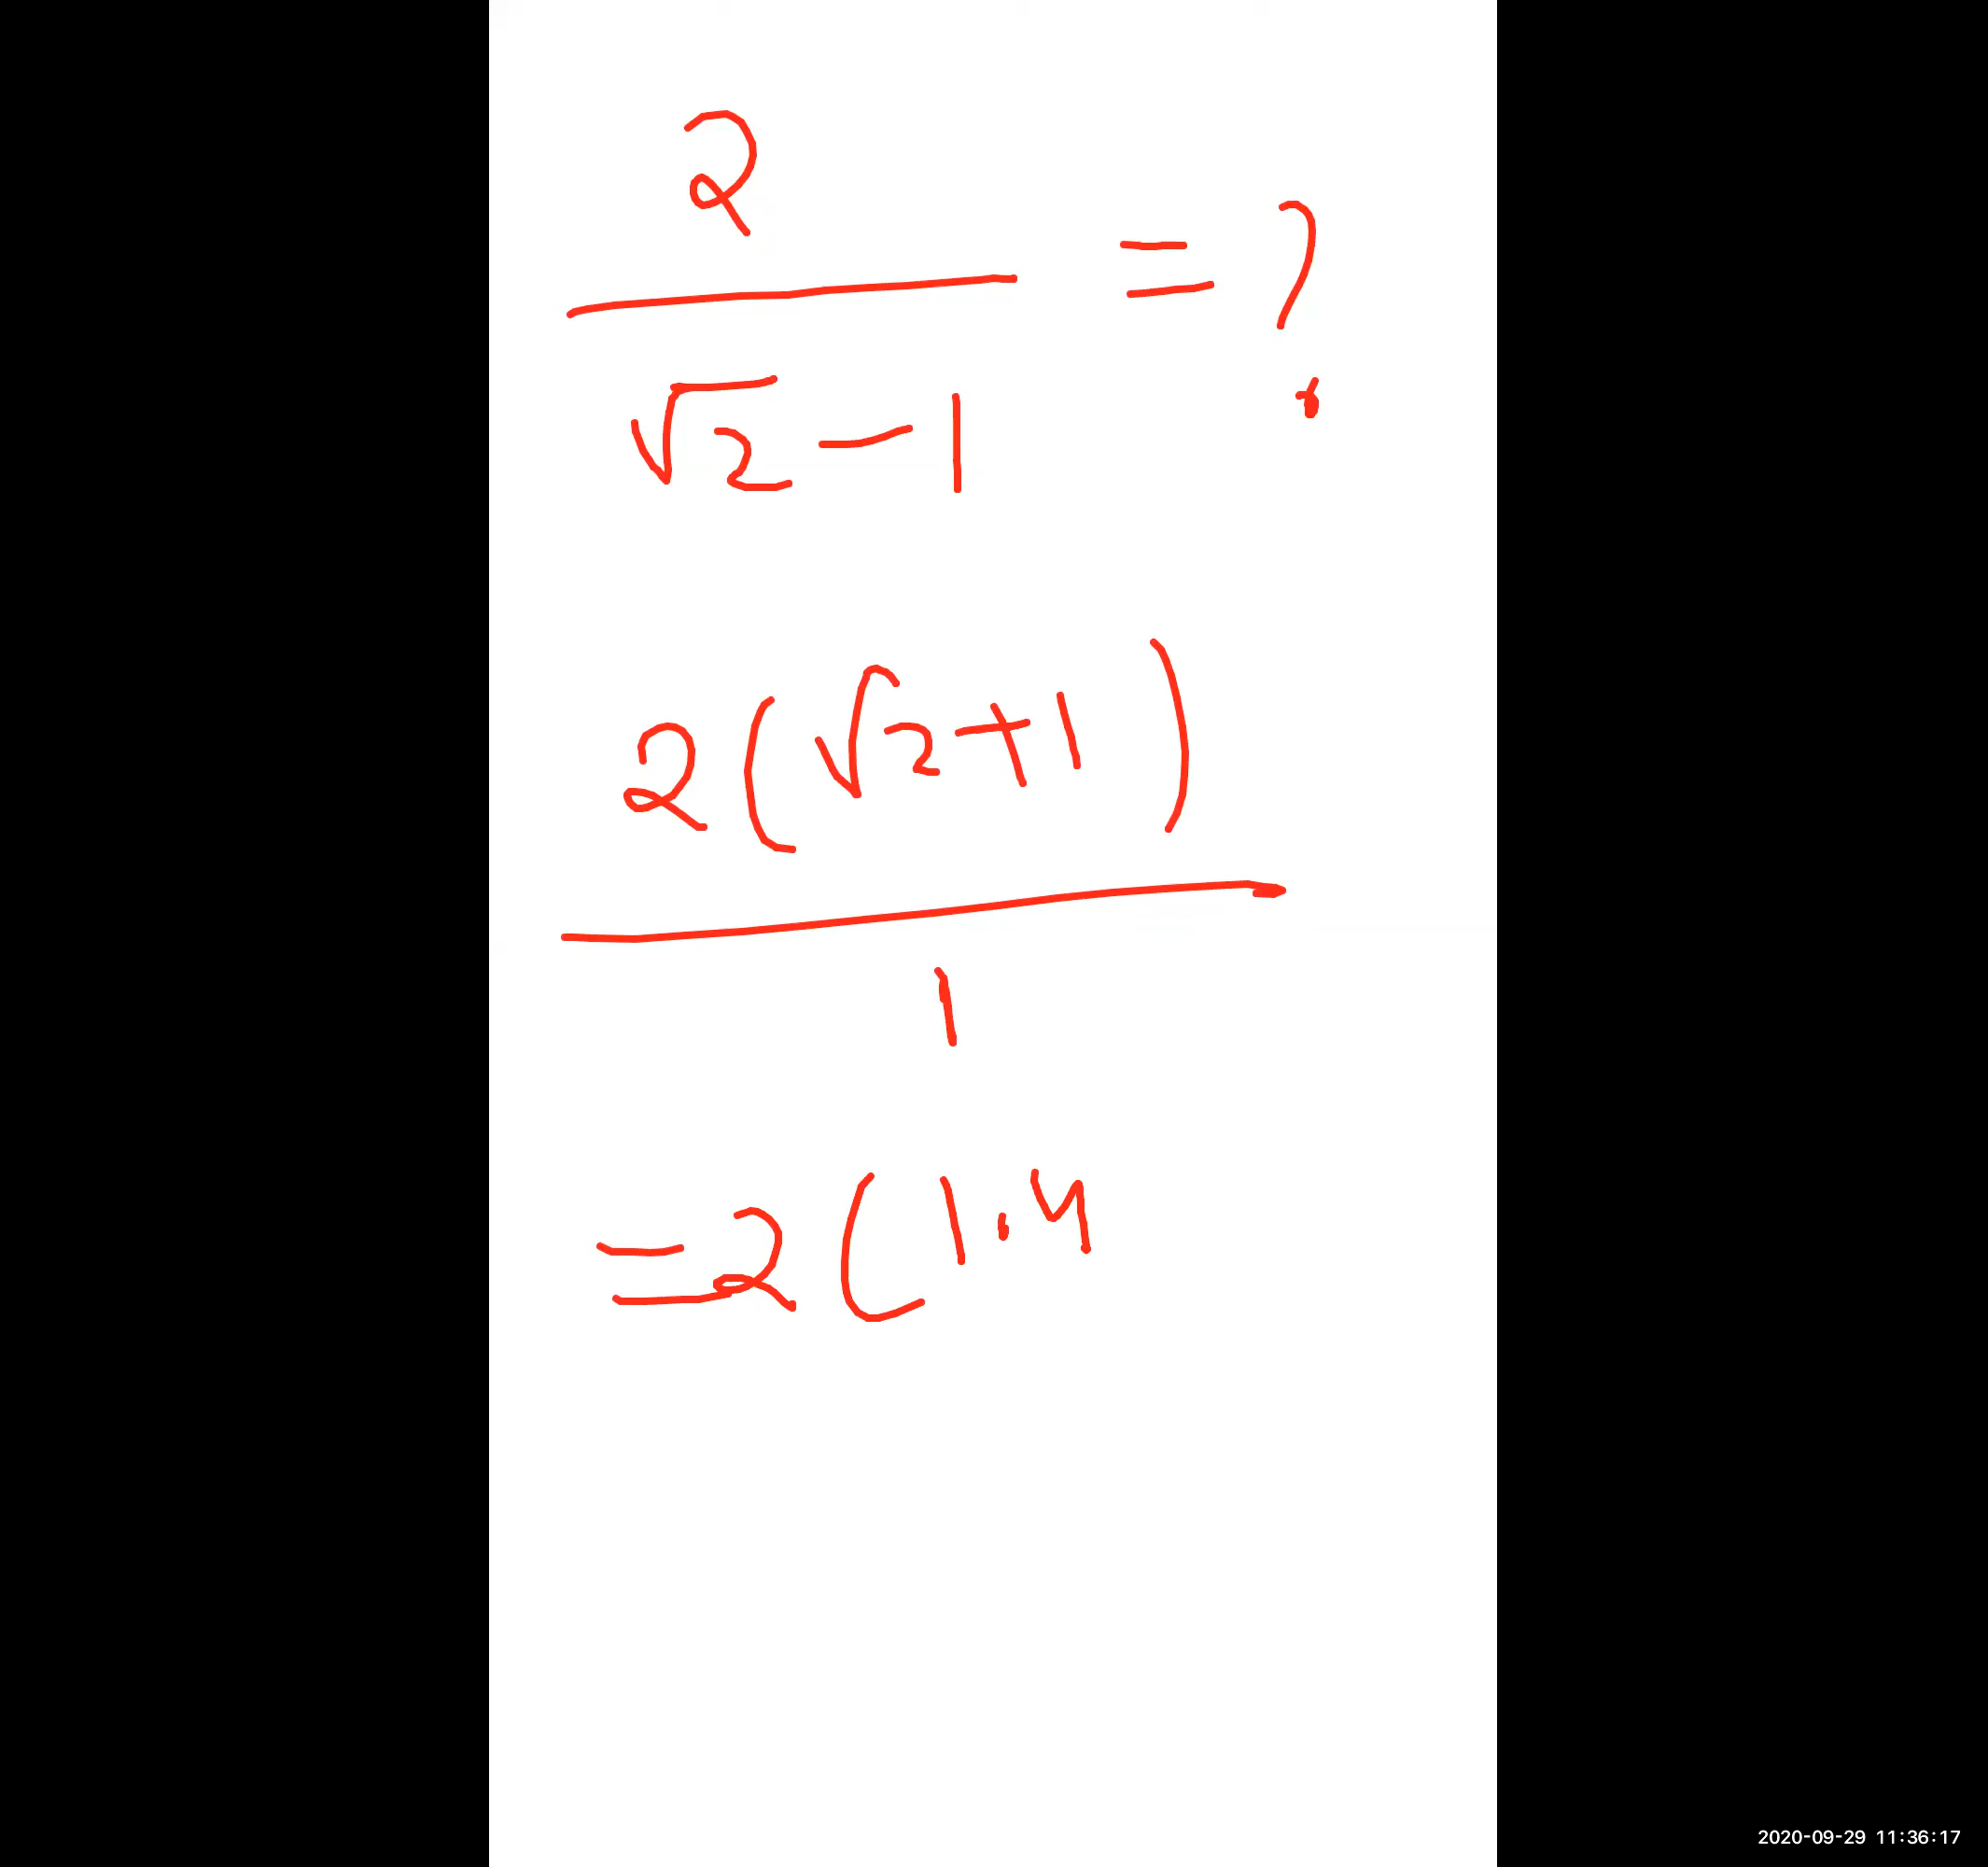 2
= ?
√2 - 1
2 ( √2 + 1 )
1
= 2 ( 1.4
2020-09-29 11:36:17